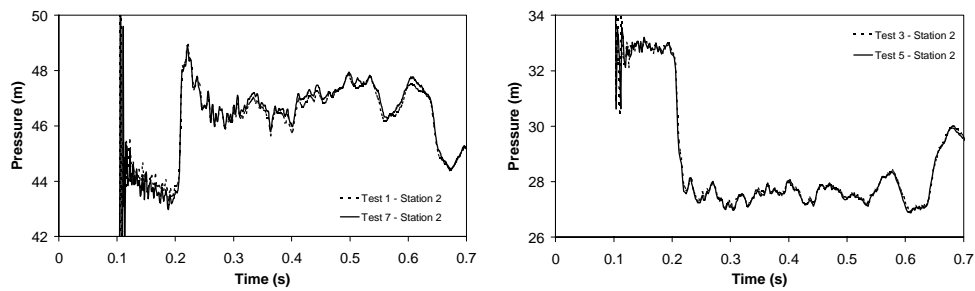 50
48
46
44
42
Pressure (m)
Test 1 - Station 2
Test 7 - Station 2
0 0.1 0.2 0.3 0.4 0.5 0.6 0.7
Time (s)
34
32
30
28
26
Pressure (m)
Test 3 - Station 2
Test 5 - Station 2
0 0.1 0.2 0.3 0.4 0.5 0.6 0.7
Time (s)